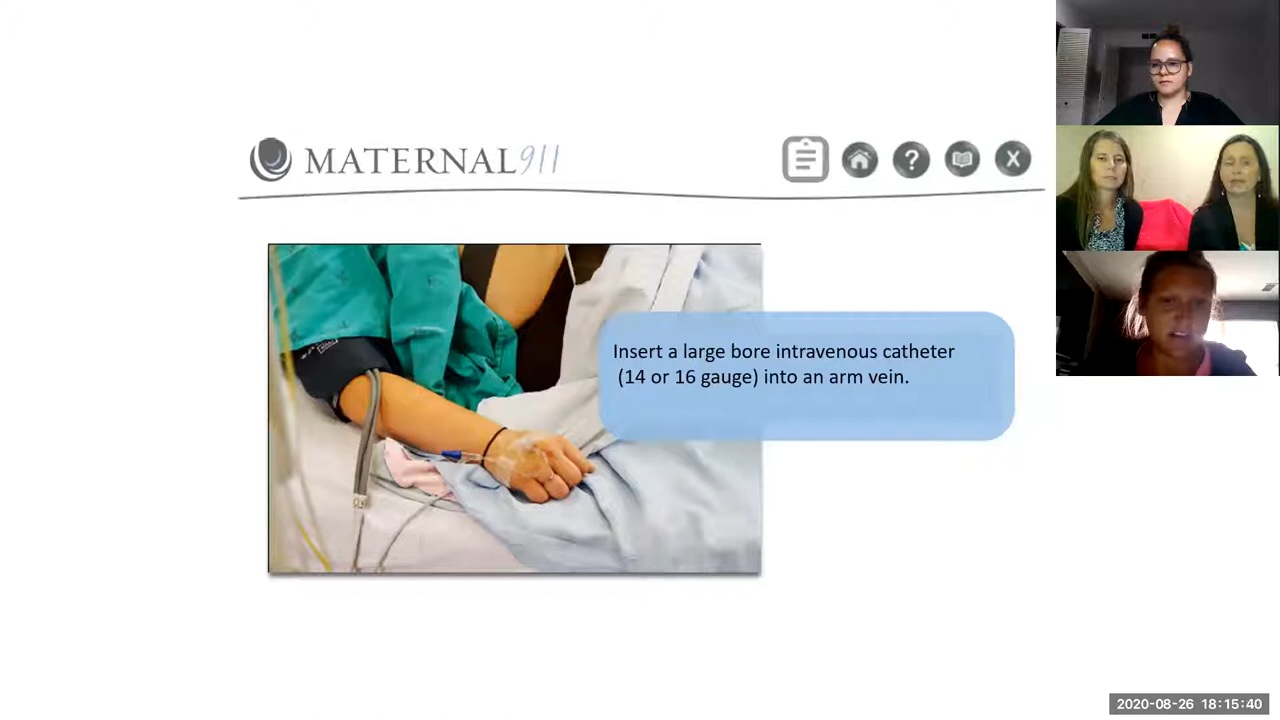 MATERNAL911
?
X
Insert a large bore intravenous catheter
(14 or 16 gauge) into an arm vein.
2020-08-26 18:15:40